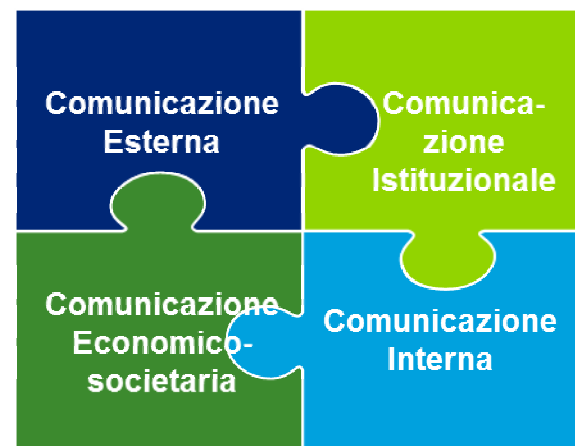 Comunicazione
Esterna
Comunica-
zione
Istituzionale
Comunicazione
Economico-
societaria
Comunicazione
Interna